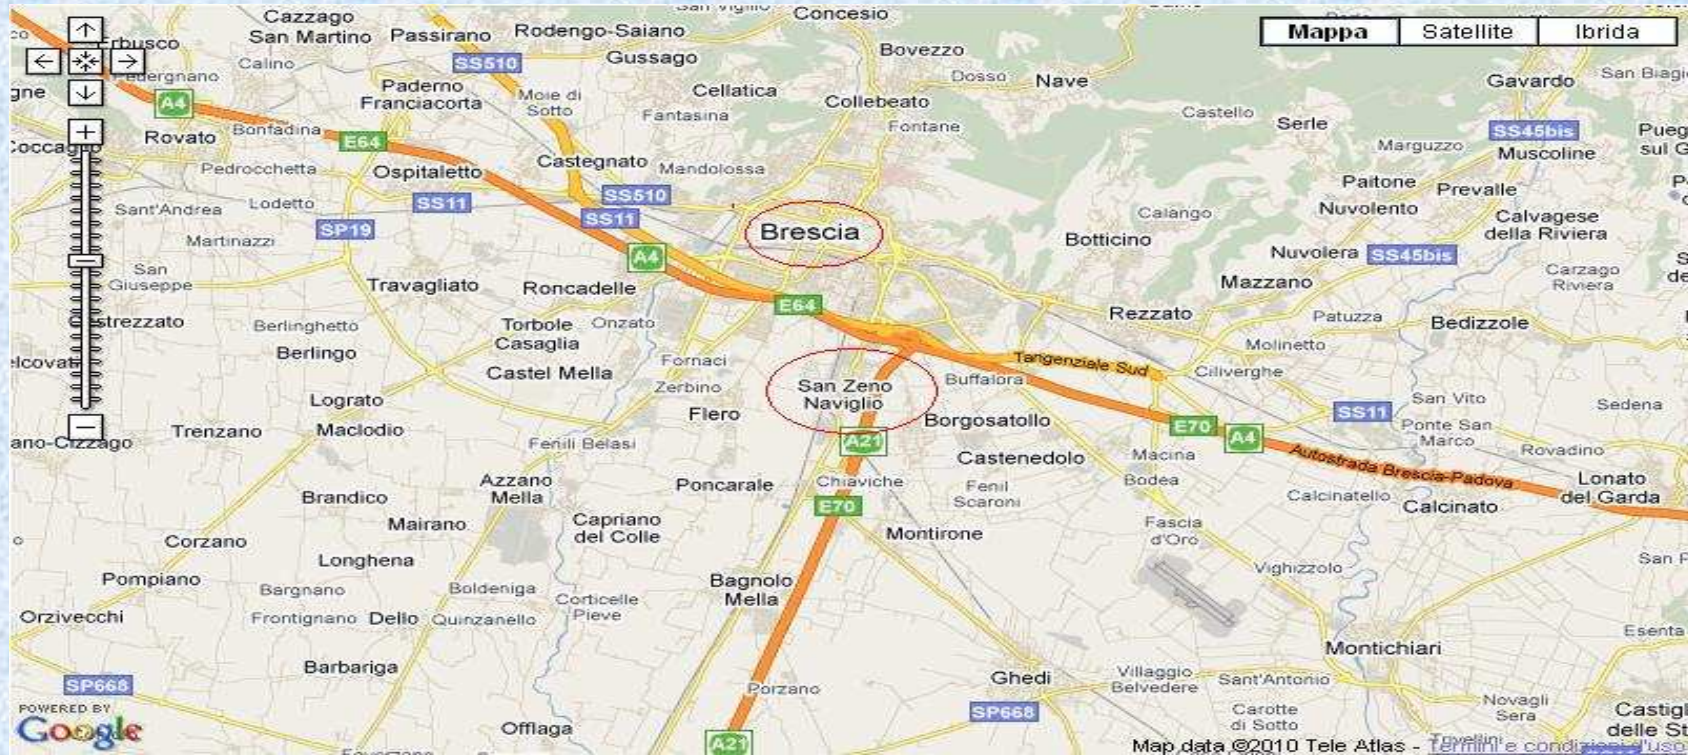 Cazzago
San Martino
Passirano
Rodengo-Saiano
Concesio
Mappa
Satellite
Ibrida
Erbusco
Calino
SS510
Gussago
Bovezzo
Dosso
Nave
Gavardo
A4
Paderno
Franciacorta
Moie di
Sotto
Cellatica
Collebeato
Castello
Serle
SS45bis
Rovato
Bonfadina
E64
Fantasina
Fontane
Marguzzo
Muscoline
Pedrocchetta
Ospitaletto
Castegnato
Mandolossa
Paitone
Prevalle
Sant'Andrea
Lodetto
SS11
SS510
SS11
Nuvolento
Calango
Calvagese
della Riviera
SP19
Martinazzi
Brescia
Botticino
Nuvolera
SS45bis
A4
San
Giuseppe
Travagliato
Roncadelle
E64
Mazzano
Carzago
Riviera
Rezzato
Patuzza
Bedizzole
Berlinghetto
Torbole
Casaglia
Onzato
Molinetto
Berlingo
Castel Mella
Fornaci
Zerbino
San Zeno
Naviglio
Buffalora
Tangenziale Sud
Ciliverghe
Lograto
Flero
Borgosatollo
SS11
San Vito
Sedena
Trenzano
Maclodio
Fenili Belasi
A21
E70
A4
Ponte San
Marco
Castenedolo
Macina
Autostrada Brescia-Padova
Rovadino
Azzano
Mella
Poncarale
Chiaviche
Fenil
Scaroni
Bodea
Calcinatello
Calcinato
Lonato
del Garda
Brandico
E70
Mairano
Capriano
del Colle
Montirone
Fascia
d'Oro
Corzano
Longhena
Vighizzolo
Pompiano
Bargnano
Boldeniga
Corticelle
Pieve
Bagnolo
Mella
Orzivecchi
Frontignano
Dello
Quinzanello
Esenta
Montichiari
Barbariga
SP668
Porzano
Ghedi
Villaggio
Belvedere
Sant'Antonio
SP668
Novagli
Sera
Carotte
di Sotto
POWERED BY
Google
Offlaga
A21
Map data ©2010 Tele Atlas - Termini e condizioni d'uso